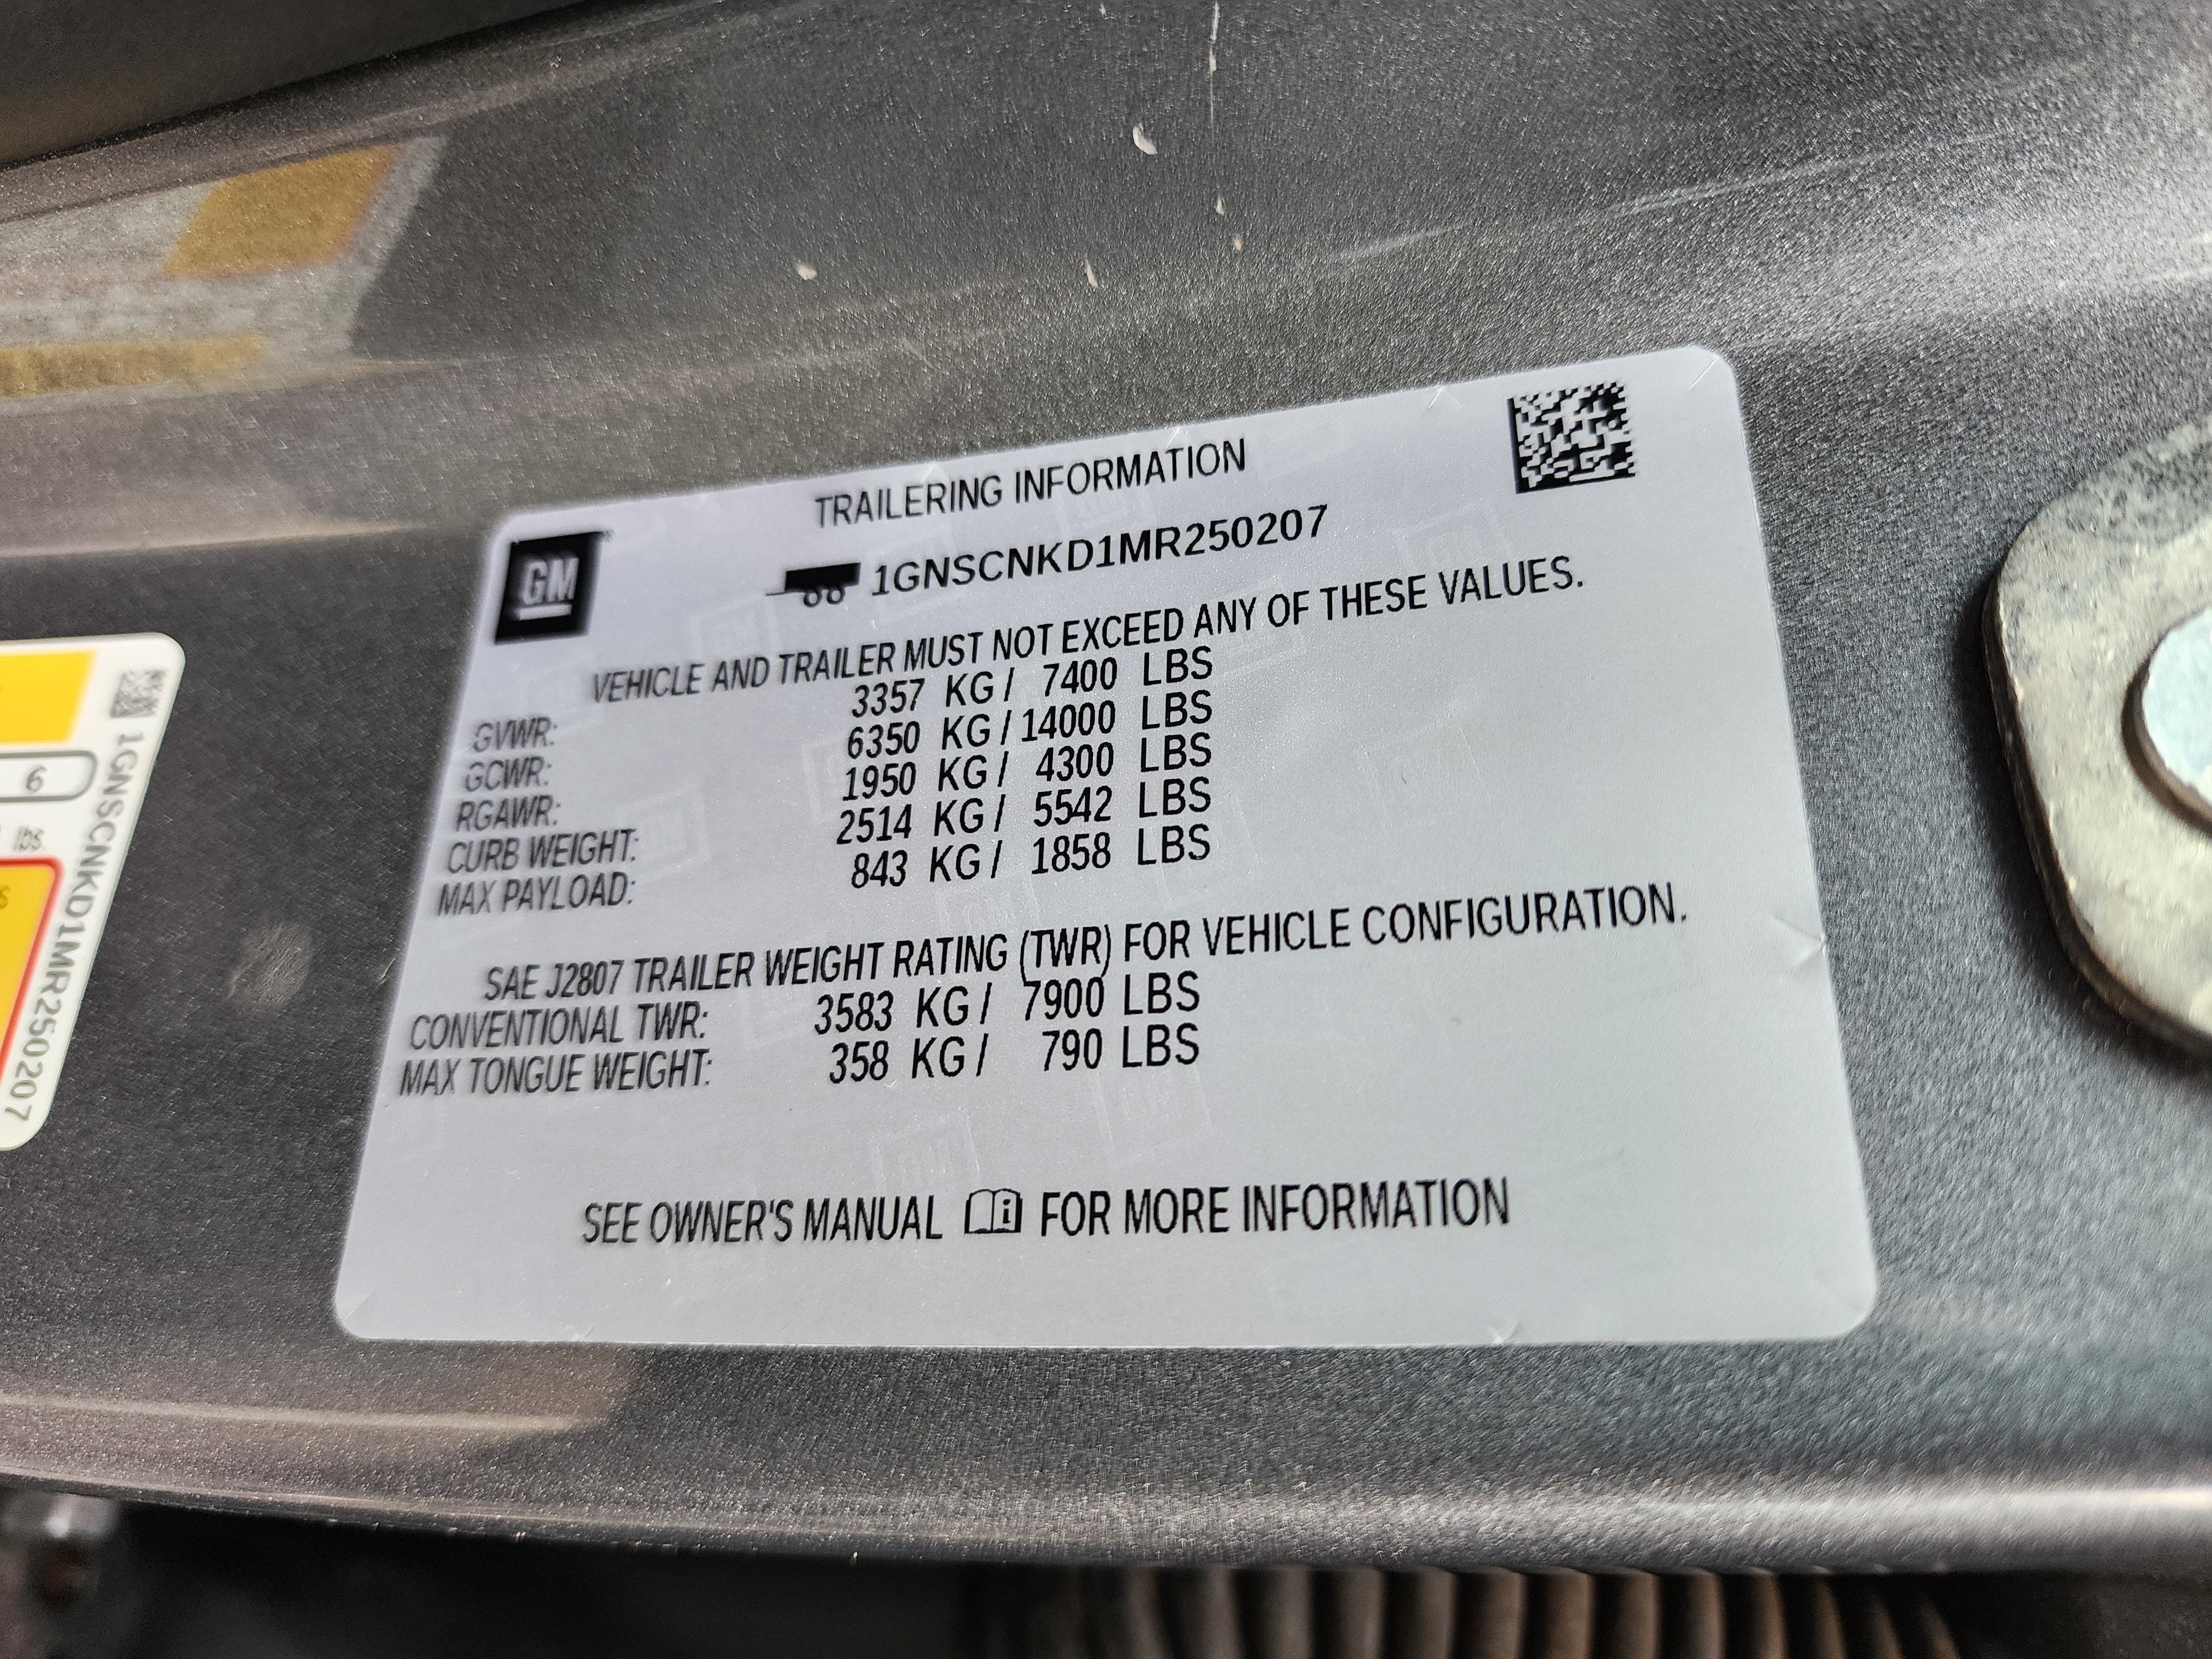 TRAILERING INFORMATION
GM
1GNSCNKD1MR250207
VEHICLE AND TRAILER MUST NOT EXCEED ANY OF THESE VALUES.
GVWR: 3357 KG / 7400 LBS
GCWR: 6350 KG / 14000 LBS
RGAWR: 1950 KG / 4300 LBS
CURB WEIGHT: 2514 KG / 5542 LBS
MAX PAYLOAD: 843 KG / 1858 LBS
SAE J2807 TRAILER WEIGHT RATING (TWR) FOR VEHICLE CONFIGURATION.
CONVENTIONAL TWR: 3583 KG / 7900 LBS
MAX TONGUE WEIGHT: 358 KG / 790 LBS
SEE OWNER'S MANUAL i FOR MORE INFORMATION
6
lbs.
1GNSCNKD1MR250207